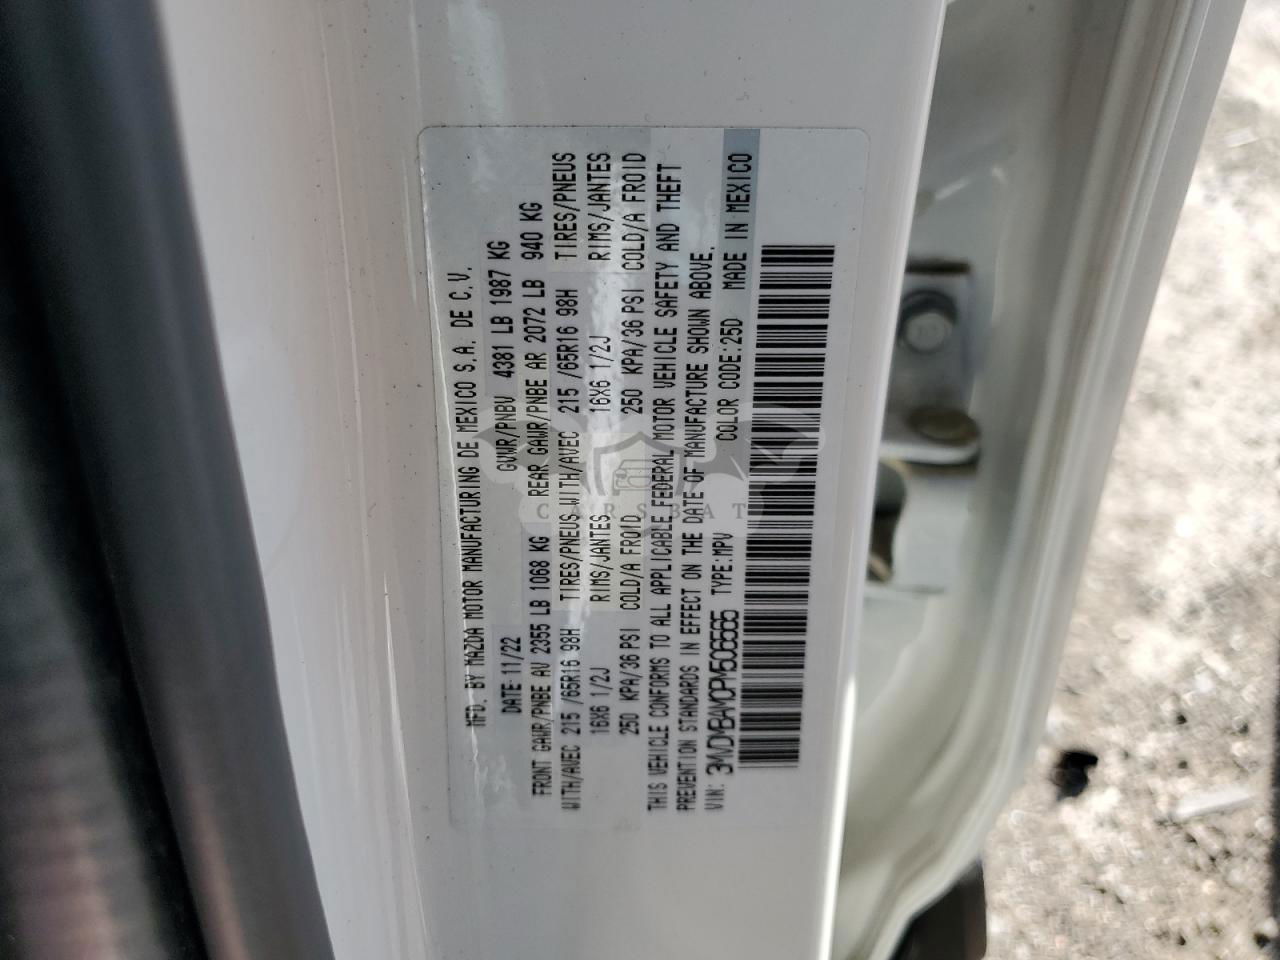 MFD. BY MAZDA MOTOR MANUFACTURING DE MEXICO S.A. DE C.V.
DATE: 11/22 GVWR/PNBV 4381 LB 1987 KG
FRONT GAWR/PNBE AV 2355 LB 1068 KG REAR GAWR/PNBE AR 2072 LB 940 KG
WITH/AVEC 215 /65R16 98H TIRES/PNEUS WITH/AVEC 215 /65R16 98H TIRES/PNEUS
16X6 1/2J RIMS/JANTES 16X6 1/2J RIMS/JANTES
250 KPA/36 PSI COLD/A FROID 250 KPA/36 PSI COLD/A FROID
THIS VEHICLE CONFORMS TO ALL APPLICABLE FEDERAL MOTOR VEHICLE SAFETY AND THEFT
PREVENTION STANDARDS IN EFFECT ON THE DATE OF MANUFACTURE SHOWN ABOVE.
VIN: TYPE:MPV COLOR CODE:25D MADE IN MEXICO
CARSBAT